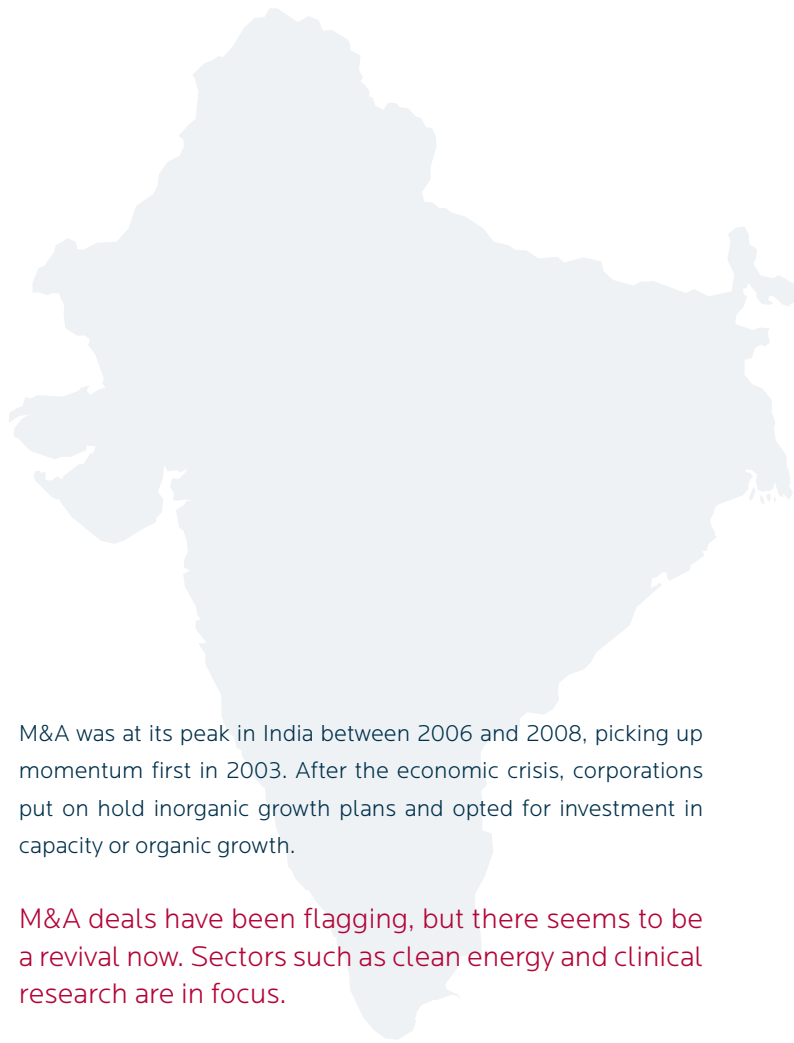 M&A was at its peak in India between 2006 and 2008, picking up
momentum first in 2003. After the economic crisis, corporations
put on hold inorganic growth plans and opted for investment in
capacity or organic growth.
M&A deals have been flagging, but there seems to be
a revival now. Sectors such as clean energy and clinical
research are in focus.